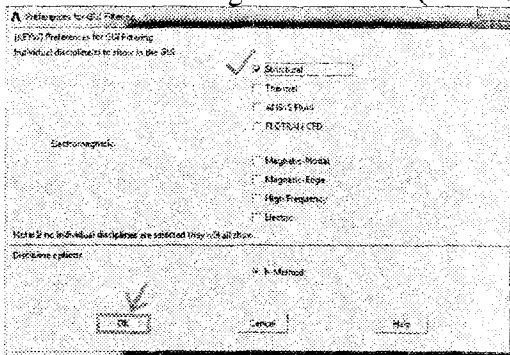 Preferences for GUI Filtering
[KEYW] Preferences for GUI Filtering
Individual discipline(s) to show in the GUI
Structural
Thermal
ANSYS Fluid
FLOTRAN CFD
Electromagnetic:
Magnetic-Nodal
Magnetic-Edge
High Frequency
Electric
Note: If no individual disciplines are selected they will all show.
Discipline options
h-Method
OK
Cancel
Help